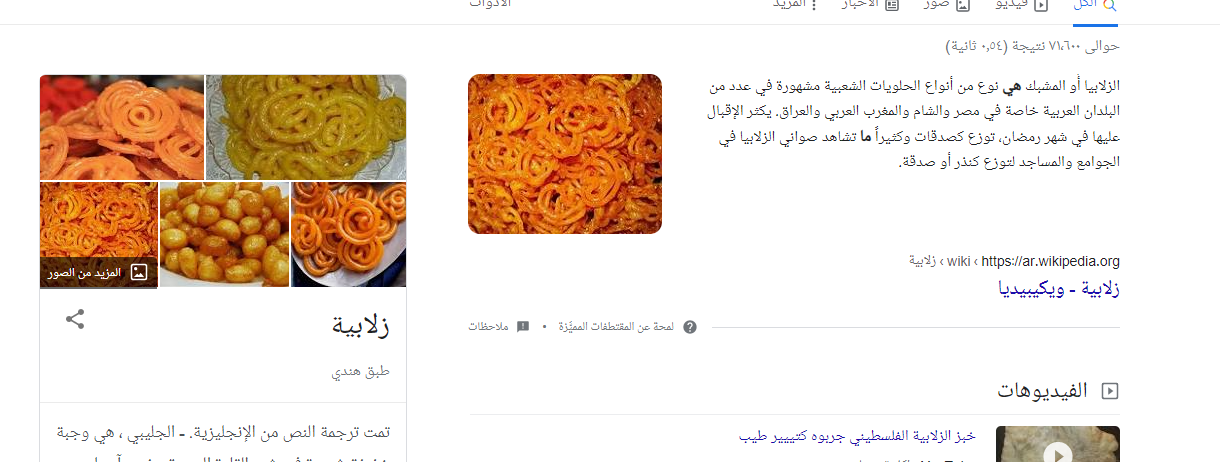 الكل
فيديو
صور
الأخبار
المزيد
الأدوات
حوالى ٧١،٦٠٠ نتيجة (٠,٥٤ ثانية)
الزلابيا أو المشبك هي نوع من أنواع الحلويات الشعبية مشهورة في عدد من
البلدان العربية خاصة في مصر والشام والمغرب العربي والعراق. يكثر الإقبال
عليها في شهر رمضان، توزع كصدقات وكثيراً ما تشاهد صواني الزلابيا في
الجوامع والمساجد لتوزع كنذر أو صدقة.
https://ar.wikipedia.org › wiki › زلابية
زلابية - ويكيبيديا
لمحة عن المقتطفات المميَّزة • ملاحظات
الفيديوهات
خبز الزلابية الفلسطيني جربوه كتيبير طيب
المزيد من الصور
زلابية
طبق هندي
تمت ترجمة النص من الإنجليزية. - الجليبي ، هي وجبة